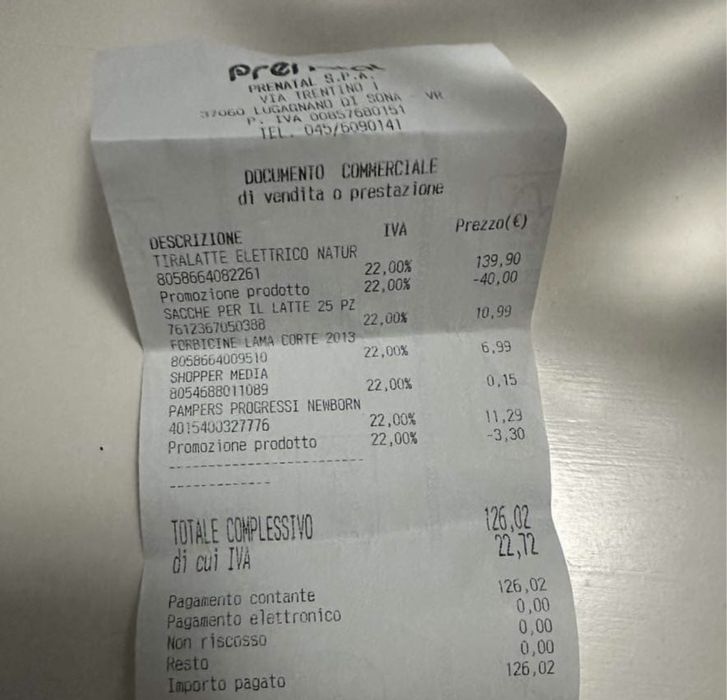 PRENATAL S.P.A.
VIA TRENTINO 1
37060 LUGAGNANO DI SONA - VR
P. IVA 00857680151
TEL. 045/6090141
DOCUMENTO COMMERCIALE
di vendita o prestazione
DESCRIZIONE IVA Prezzo(€)
TIRALATTE ELETTRICO NATUR
8058664082261 22,00% 139,90
Promozione prodotto 22,00% -40,00
SACCHE PER IL LATTE 25 PZ
7612367050388 22,00% 10,99
FORBICINE LAMA CORTE 2013
8058664009510 22,00% 6,99
SHOPPER MEDIA
8054688011089 22,00% 0,15
PAMPERS PROGRESSI NEWBORN
4015400327776 22,00% 11,29
Promozione prodotto 22,00% -3,30
-----------------------
-------------
TOTALE COMPLESSIVO 126,02
di cui IVA 22,72
Pagamento contante 126,02
Pagamento elettronico 0,00
Non riscosso 0,00
Resto 0,00
Importo pagato 126,02